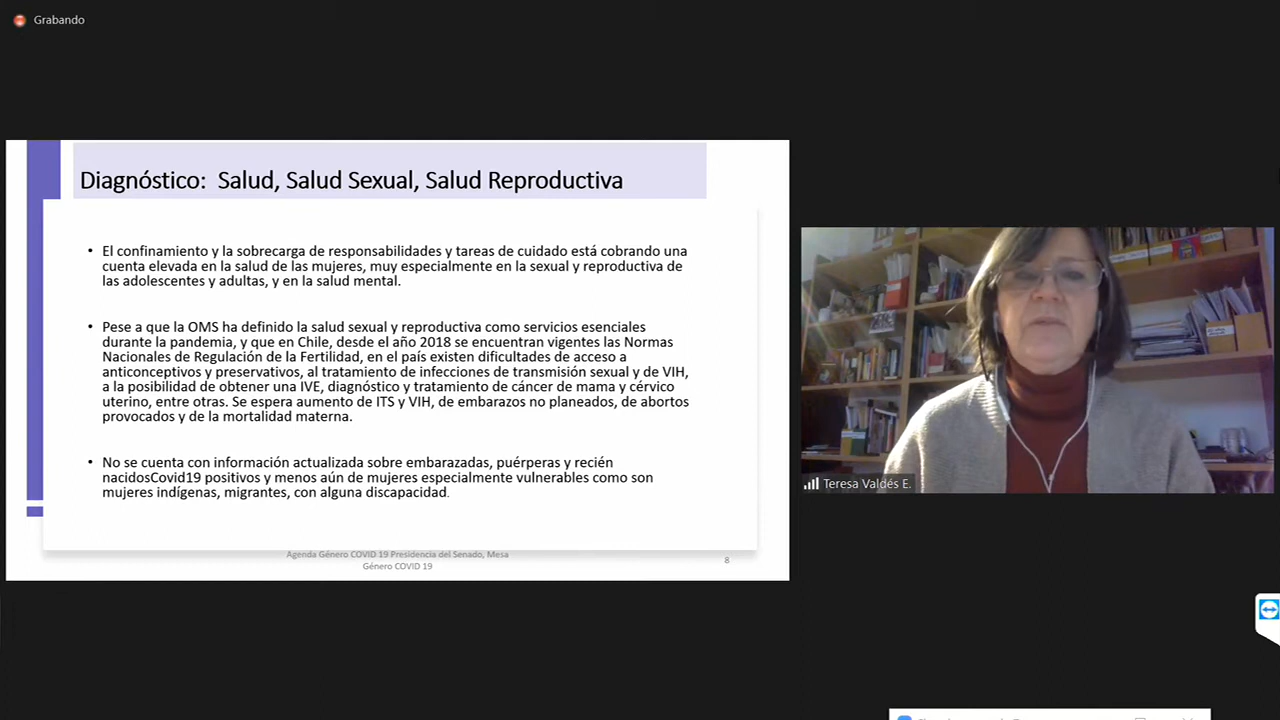 Grabando
Diagnóstico: Salud, Salud Sexual, Salud Reproductiva
• El confinamiento y la sobrecarga de responsabilidades y tareas de cuidado está cobrando una
cuenta elevada en la salud de las mujeres, muy especialmente en la sexual y reproductiva de
las adolescentes y adultas, y en la salud mental.
• Pese a que la OMS ha definido la salud sexual y reproductiva como servicios esenciales
durante la pandemia, y que en Chile, desde el año 2018 se encuentran vigentes las Normas
Nacionales de Regulación de la Fertilidad, en el país existen dificultades de acceso a
anticonceptivos y preservativos, al tratamiento de infecciones de transmisión sexual y de VIH,
a la posibilidad de obtener una IVE, diagnóstico y tratamiento de cáncer de mama y cérvico
uterino, entre otras. Se espera aumento de ITS y VIH, de embarazos no planeados, de abortos
provocados y de la mortalidad materna.
• No se cuenta con información actualizada sobre embarazadas, puérperas y recién
nacidosCovid19 positivos y menos aún de mujeres especialmente vulnerables como son
mujeres indígenas, migrantes, con alguna discapacidad.
Agenda Género COVID 19 Presidencia del Senado, Mesa
Género COVID 19
8
Teresa Valdés E.